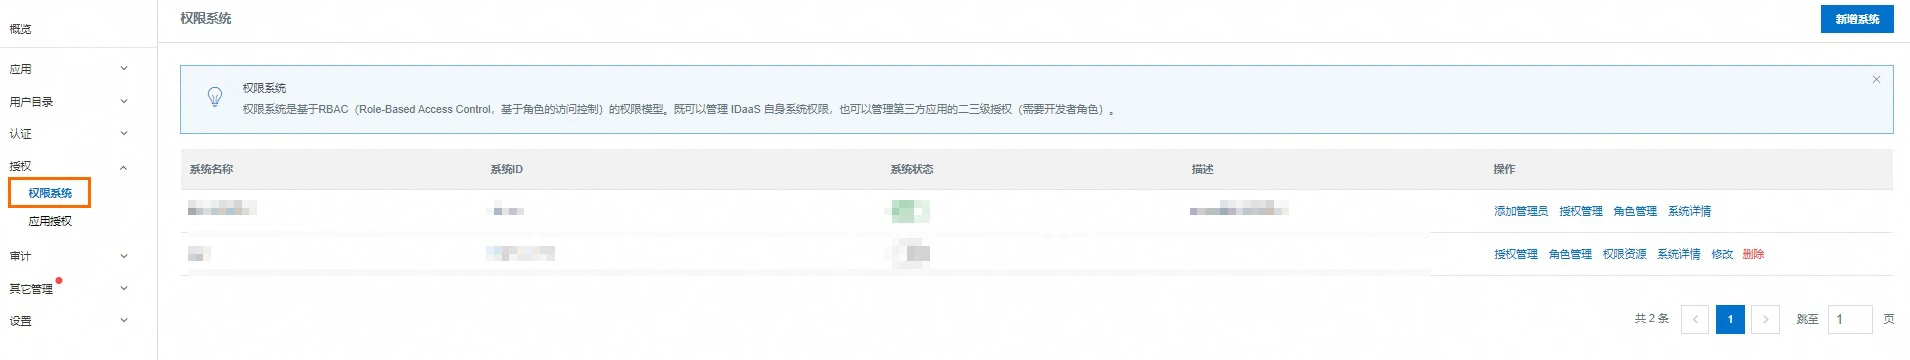 概览
应用
用户目录
认证
授权
权限系统
应用授权
审计
其它管理
设置
权限系统
新增系统
权限系统
权限系统是基于RBAC（Role-Based Access Control，基于角色的访问控制）的权限模型。既可以管理 IDaaS 自身系统权限，也可以管理第三方应用的二三级授权（需要开发者角色）。
系统名称 系统ID 系统状态 描述 操作
添加管理员 授权管理 角色管理 系统详情
授权管理 角色管理 权限资源 系统详情 修改 删除
共 2 条 1 跳至 1 页